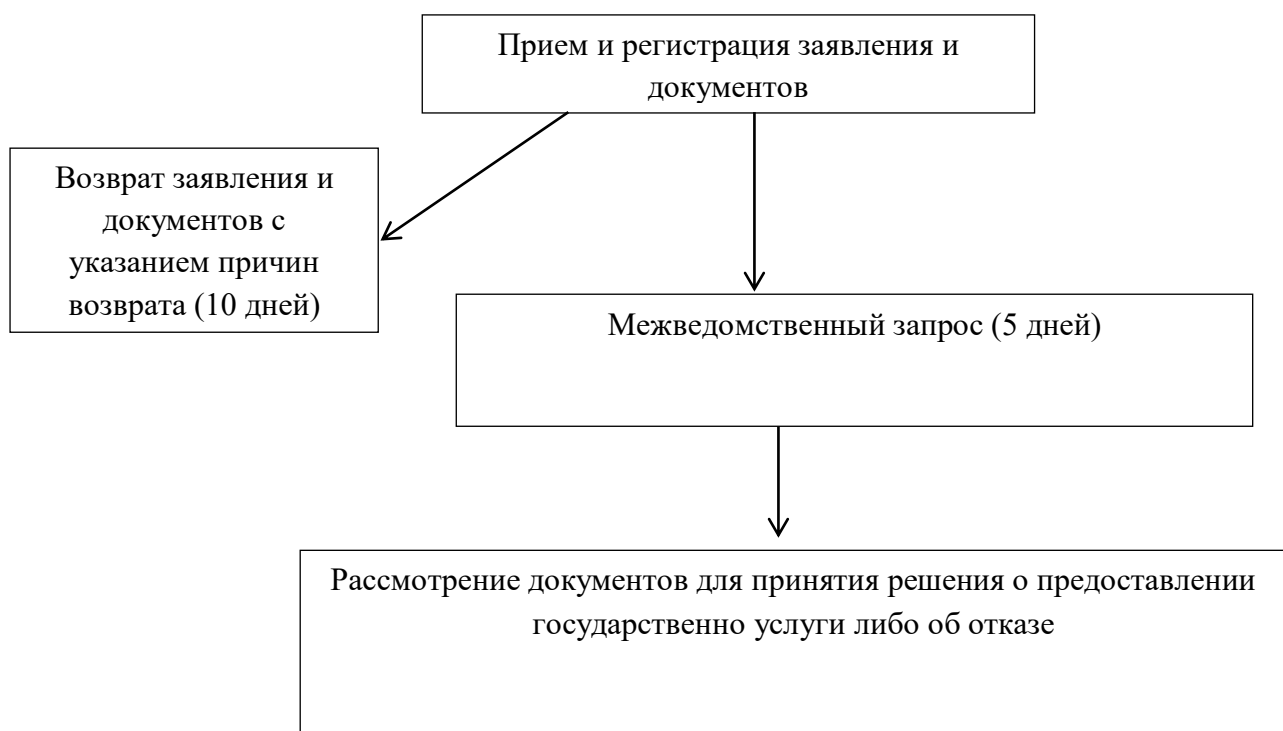 Прием и регистрация заявления и
документов
Возврат заявления и
документов с
указанием причин
возврата (10 дней)
Межведомственный запрос (5 дней)
Рассмотрение документов для принятия решения о предоставлении
государственно услуги либо об отказе